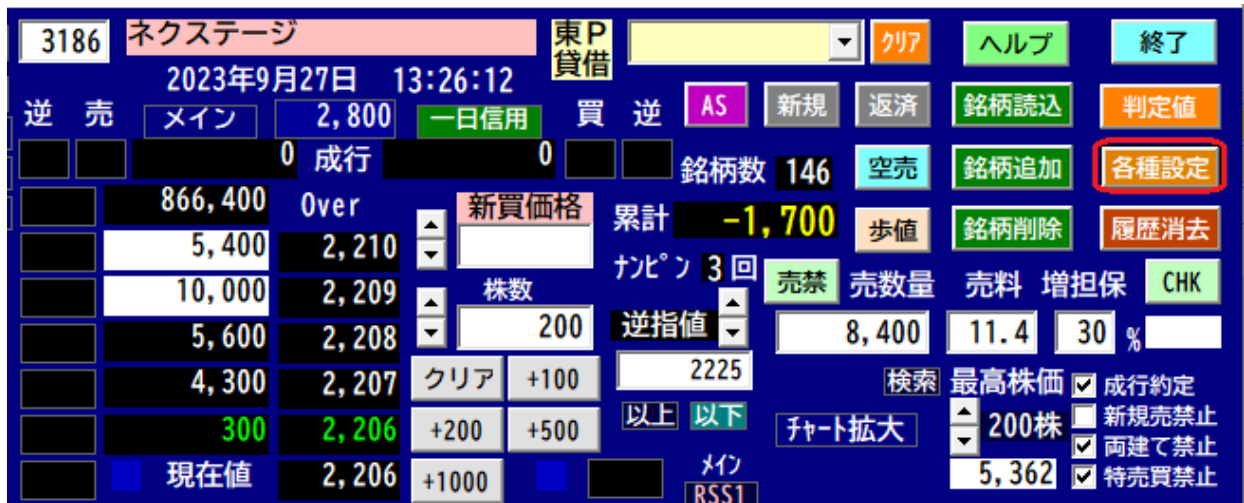 3186 ネクステージ 東P 貸借 クリア ヘルプ 終了
2023年9月27日 13:26:12
逆 売 メイン 2,800 一日信用 買 逆 AS 新規 返済 銘柄読込 判定値
0 成行 0 銘柄数 146 空売 銘柄追加 各種設定
866,400 Over 新買価格 累計 -1,700 歩値 銘柄削除 履歴消去
5,400 2,210
ナンピン 3 回 売禁 売数量 売料 増担保 CHK
10,000 2,209 株数
5,600 2,208 200 逆指値 8,400 11.4 30 %
4,300 2,207 クリア +100 2225 検索 最高株価 成行約定
300 2,206 +200 +500 以上 以下 チャート拡大 200株 新規売禁止
両建て禁止
現在値 2,206 +1000 メイン 5,362 特売買禁止
RSS1